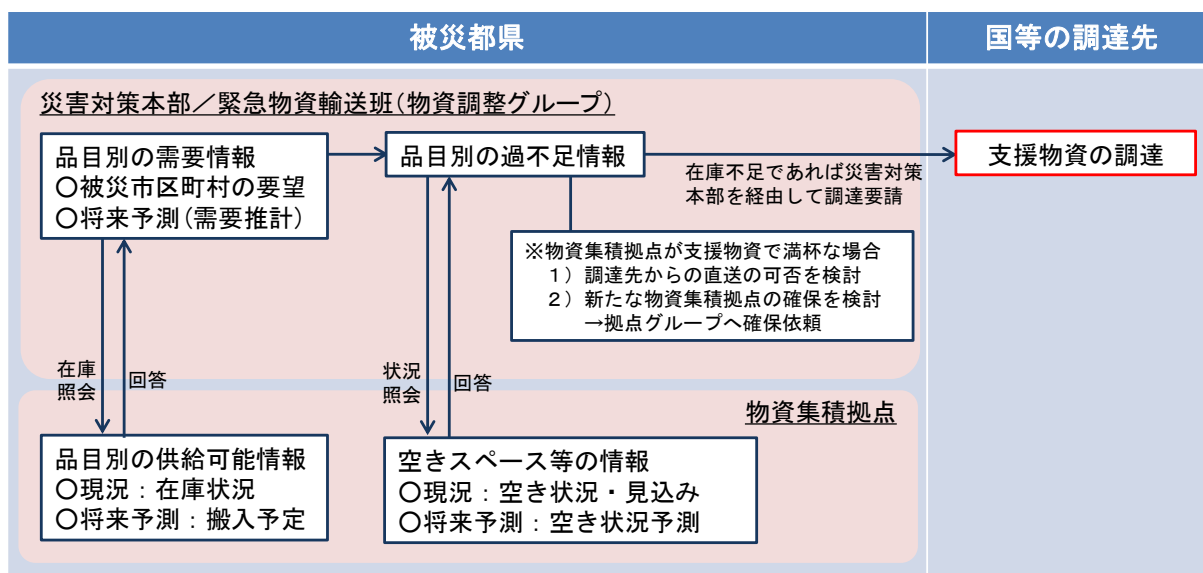 被災都県
国等の調達先
災害対策本部／緊急物資輸送班（物資調整グループ）
品目別の需要情報
〇被災市区町村の要望
〇将来予測（需要推計）
品目別の過不足情報
在庫不足であれば災害対策
本部を経由して調達要請
支援物資の調達
※物資集積拠点が支援物資で満杯な場合
１）調達先からの直送の可否を検討
２）新たな物資集積拠点の確保を検討
→拠点グループへ確保依頼
在庫
照会
回答
状況
照会
回答
物資集積拠点
品目別の供給可能情報
〇現況：在庫状況
〇将来予測：搬入予定
空きスペース等の情報
〇現況：空き状況・見込み
〇将来予測：空き状況予測